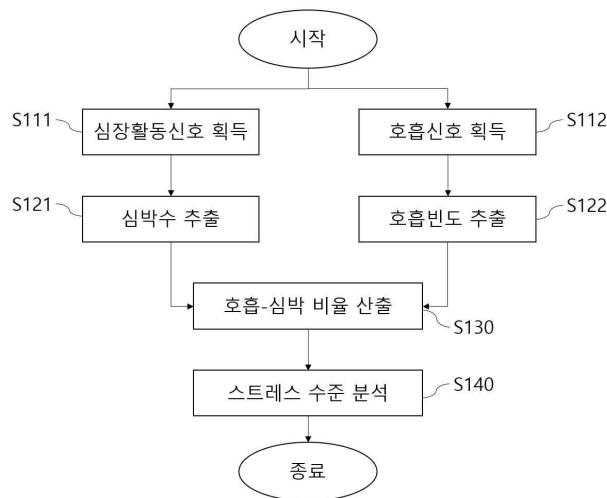 시작
S111
심장활동신호 획득
호흡신호 획득
S112
S121
심박수 추출
호흡빈도 추출
S122
호흡-심박 비율 산출
S130
스트레스 수준 분석
S140
종료